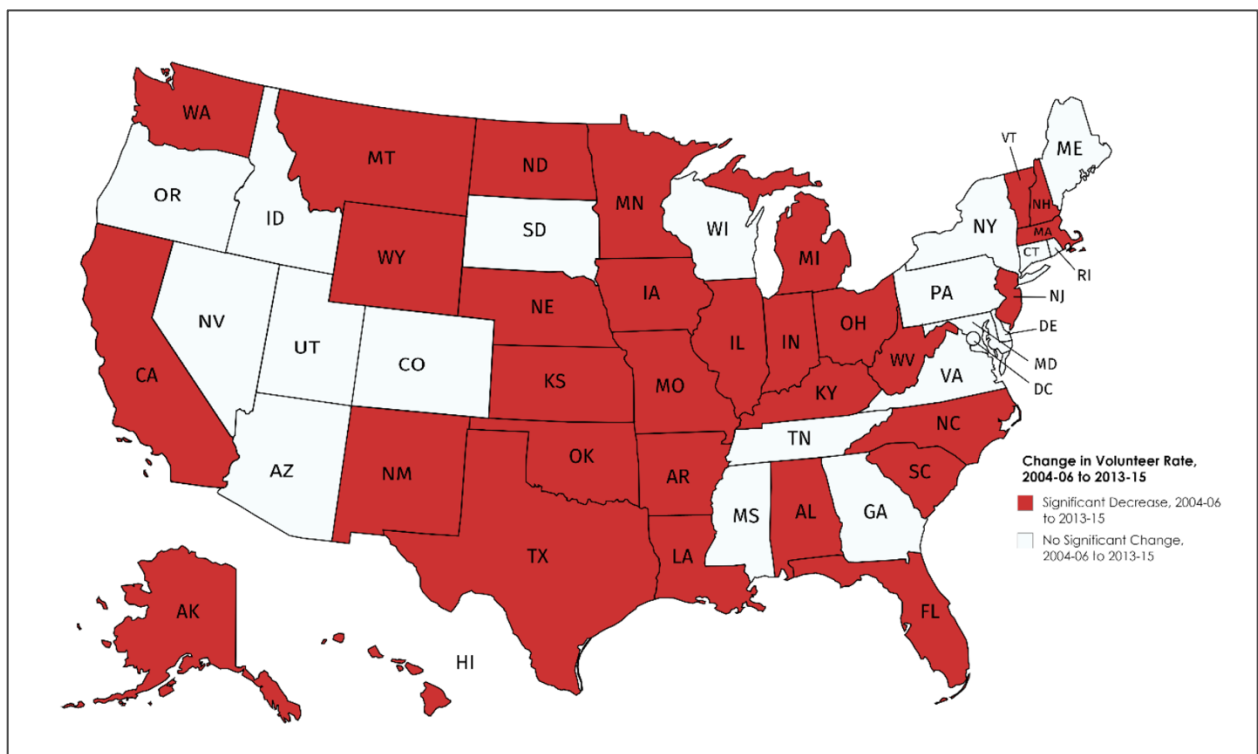 WA
MT
ND
MN
VT
ME
OR
ID
SD
WI
NH
NY
MA
CT
RI
WY
MI
IA
PA
NJ
NE
NV
OH
DE
UT
IL
IN
CO
WV
MD
CA
KS
MO
VA
DC
KY
NC
TN
AZ
OK
NM
AR
SC
Change in Volunteer Rate,
2004-06 to 2013-15
Significant Decrease, 2004-06
to 2013-15
No Significant Change,
2004-06 to 2013-15
MS
AL
GA
TX
LA
AK
FL
HI